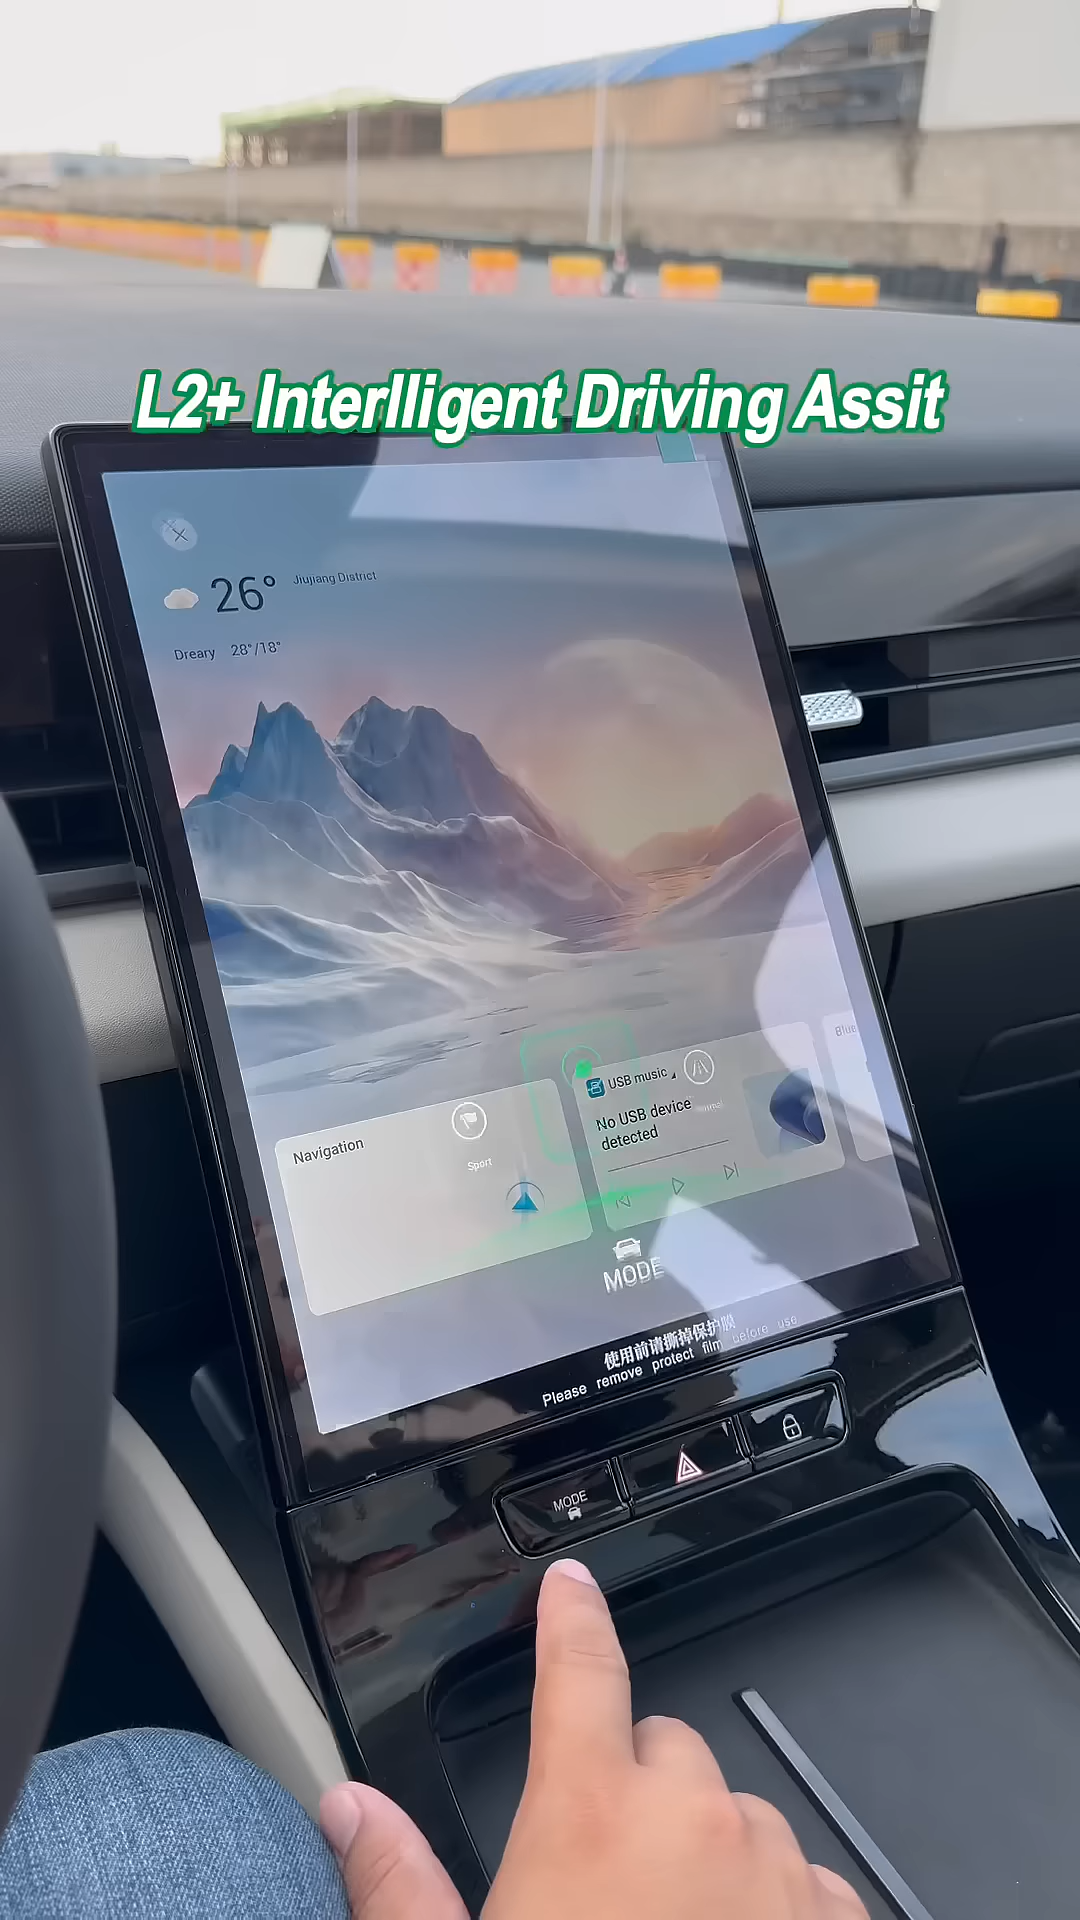 L2+ Interlligent Driving Assit
26° Jiujiang District
Dreary 28°/18°
Blue
USB music
No USB device
detected
Navigation
Sport
MODE
使用前请撕掉保护膜
Please remove protect film before use
MODE